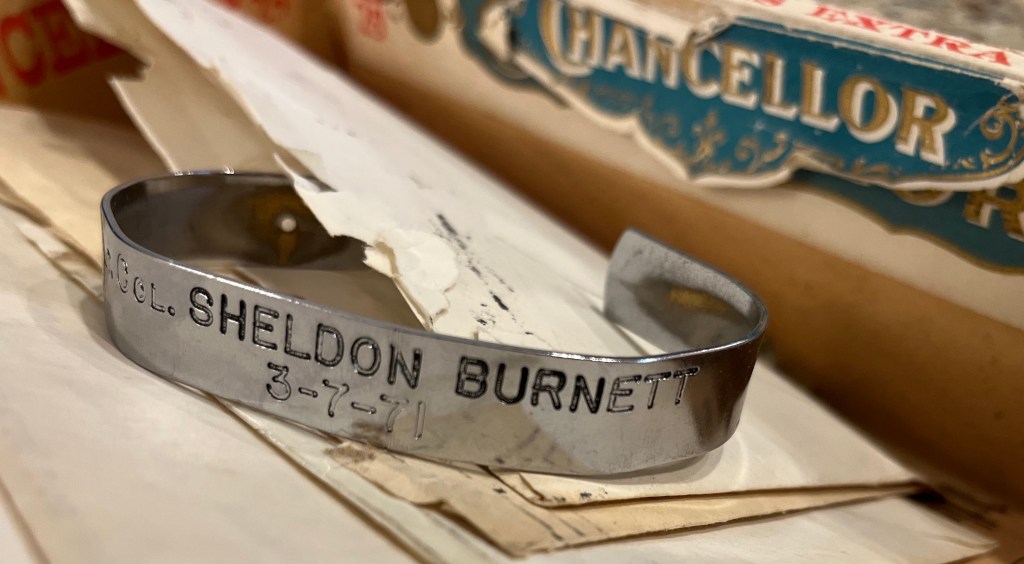 EXTRA
CHANCELLOR
. COL. SHELDON BURNETT
3-7-71